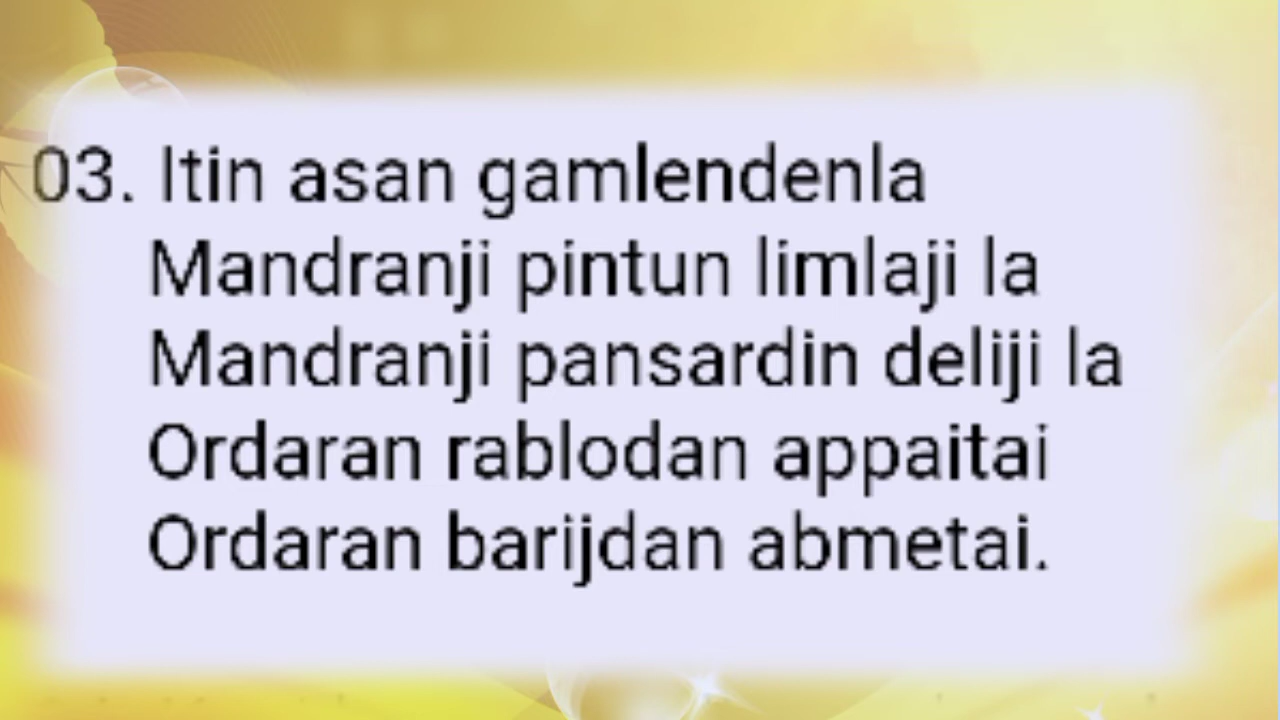 03. Itin asan gamlendenla
Mandranji pintun limlaji la
Mandranji pansardin deliji la
Ordaran rablodan appaitai
Ordaran barijdan abmetai.